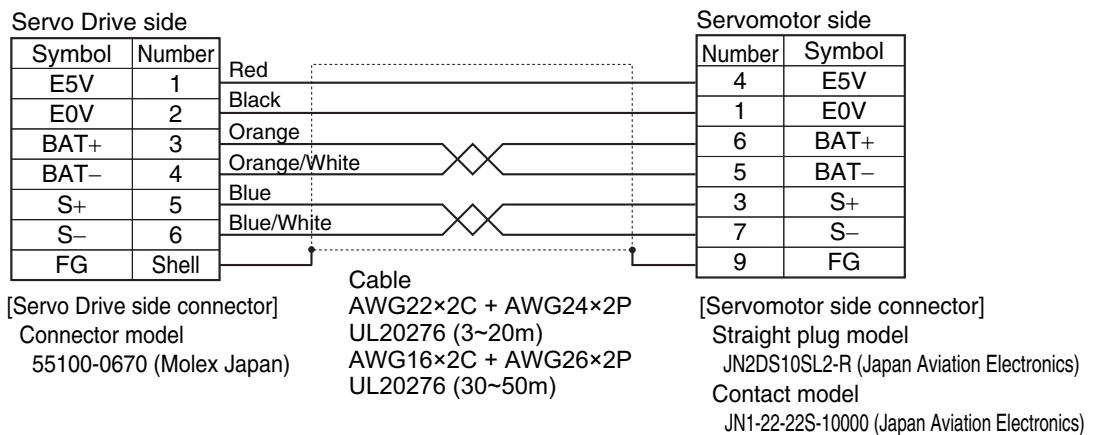 Servo Drive side
Servomotor side
Symbol Number
Number Symbol
E5V 1 Red 4 E5V
E0V 2 Black 1 E0V
BAT+ 3 Orange 6 BAT+
BAT− 4 Orange/White 5 BAT−
S+ 5 Blue 3 S+
S− 6 Blue/White 7 S−
FG Shell 9 FG
[Servo Drive side connector]
Connector model
55100-0670 (Molex Japan)
Cable
AWG22×2C + AWG24×2P
UL20276 (3~20m)
AWG16×2C + AWG26×2P
UL20276 (30~50m)
[Servomotor side connector]
Straight plug model
JN2DS10SL2-R (Japan Aviation Electronics)
Contact model
JN1-22-22S-10000 (Japan Aviation Electronics)